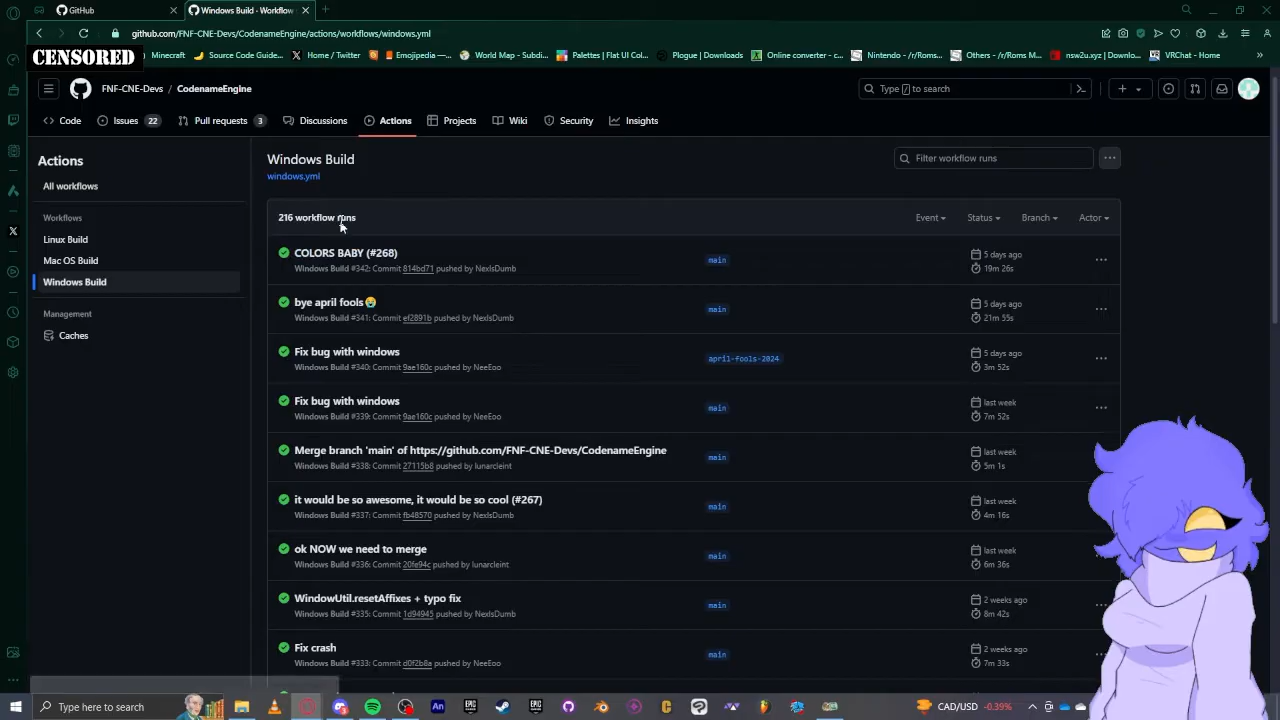 GitHub
Windows Build · Workflow
github.com/FNF-CNE-Devs/CodenameEngine/actions/workflows/windows.yml
CENSORED
Minecraft
Source Code Guide...
Home / Twitter
Emojipedia —...
World Map - Subdi...
Palettes | Flat UI Col...
Plogue | Downloads
Online converter - c...
Nintendo - /r/Roms M...
Others - /r/Roms M...
nsw2u.xyz | Downlo...
VRChat - Home
FNF-CNE-Devs / CodenameEngine
Type / to search
Code
Issues 22
Pull requests 3
Discussions
Actions
Projects
Wiki
Security
Insights
Actions
All workflows
Workflows
Linux Build
Mac OS Build
Windows Build
Management
Caches
Windows Build
windows.yml
Filter workflow runs
216 workflow runs
Event
Status
Branch
Actor
COLORS BABY (#268)
Windows Build #342: Commit 814bd71 pushed by NexIsDumb
main
5 days ago
19m 26s
bye april fools😭
Windows Build #341: Commit ef2891b pushed by NexIsDumb
main
5 days ago
21m 55s
Fix bug with windows
Windows Build #340: Commit 9ae160c pushed by NeeEoo
april-fools-2024
5 days ago
3m 52s
Fix bug with windows
Windows Build #339: Commit 9ae160c pushed by NeeEoo
main
last week
7m 52s
Merge branch 'main' of https://github.com/FNF-CNE-Devs/CodenameEngine
Windows Build #338: Commit 27115b8 pushed by lunarcleint
main
last week
5m 1s
it would be so awesome, it would be so cool (#267)
Windows Build #337: Commit fb48570 pushed by NexIsDumb
main
last week
4m 16s
ok NOW we need to merge
Windows Build #336: Commit 20fe94c pushed by lunarcleint
main
last week
6m 36s
WindowUtil.resetAffixes + typo fix
Windows Build #335: Commit 1d94945 pushed by NexIsDumb
main
2 weeks ago
8m 42s
Fix crash
Windows Build #333: Commit d0f2b8a pushed by NeeEoo
main
2 weeks ago
7m 33s
Type here to search
An
EPIC
EPIC
CAD/USD -0.39%